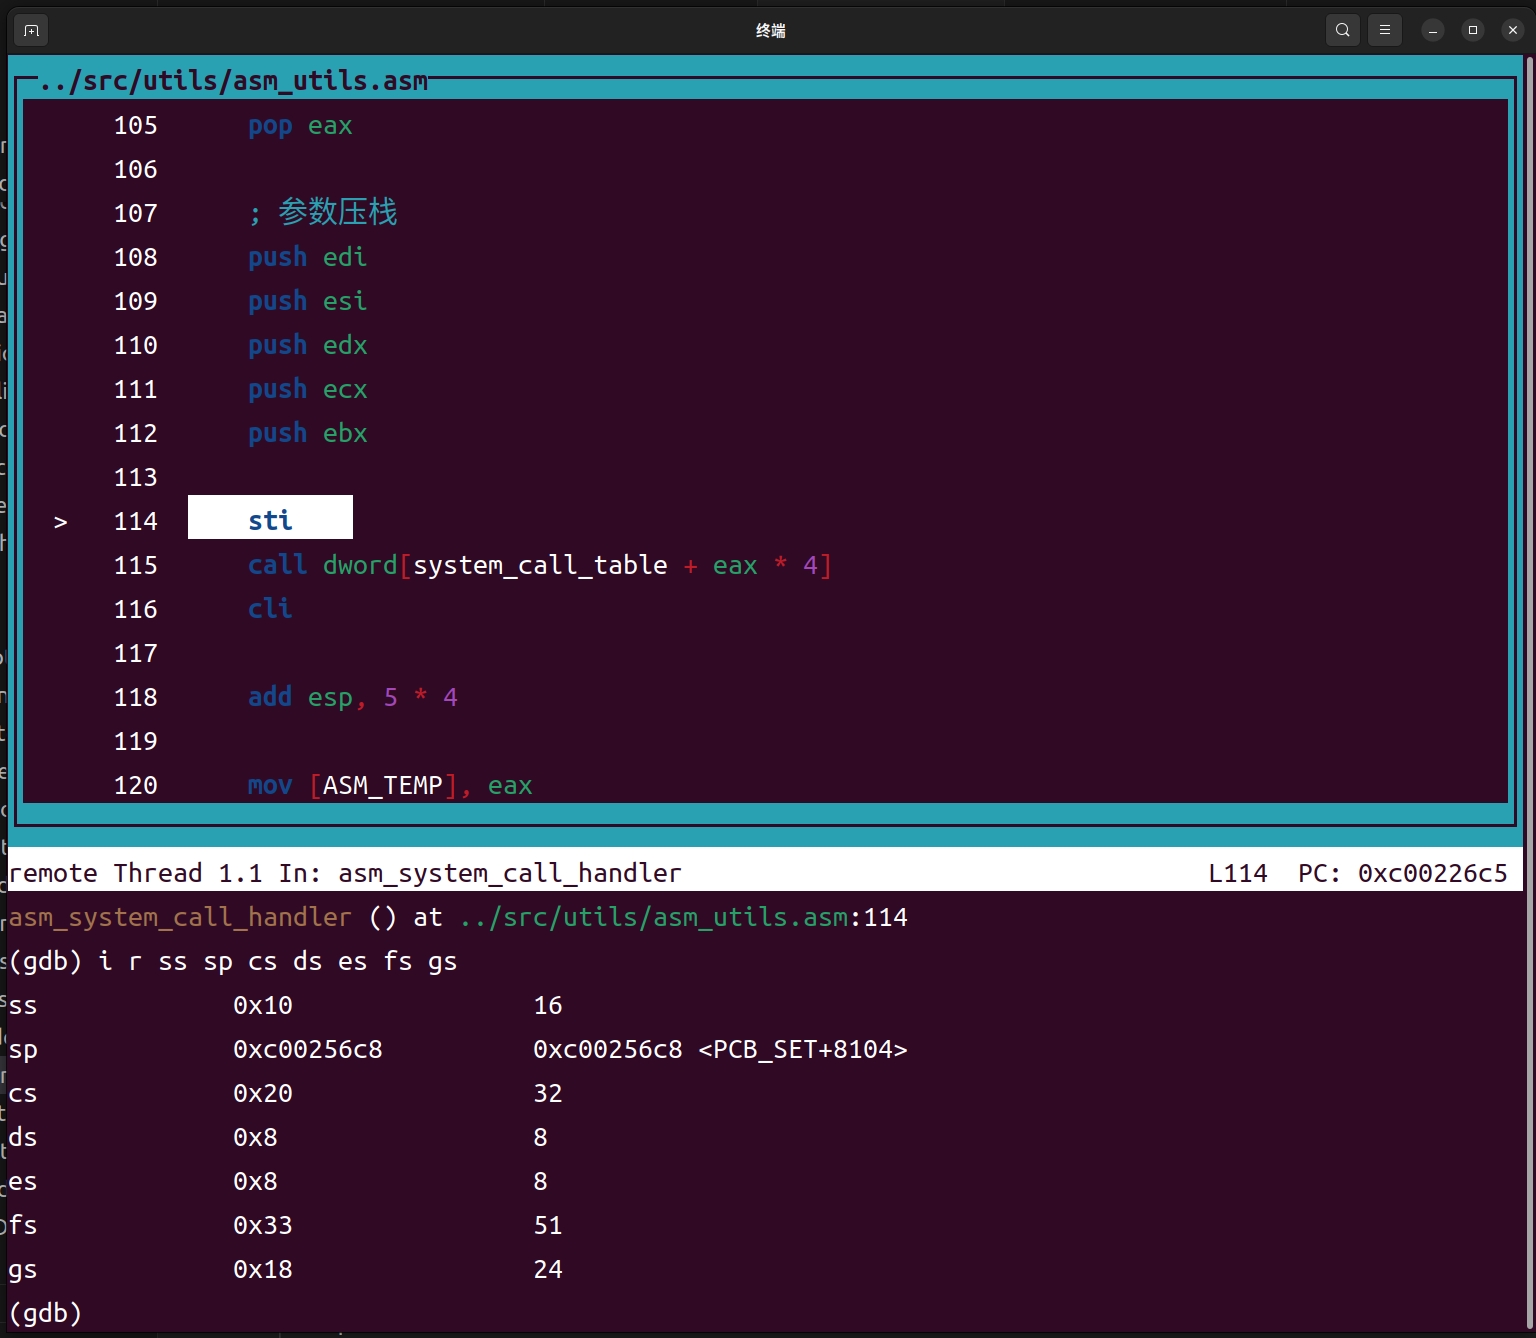 终端
../src/utils/asm_utils.asm
105 pop eax
106
107 ; 参数压栈
108 push edi
109 push esi
110 push edx
111 push ecx
112 push ebx
113
> 114 sti
115 call dword[system_call_table + eax * 4]
116 cli
117
118 add esp, 5 * 4
119
120 mov [ASM_TEMP], eax
remote Thread 1.1 In: asm_system_call_handler L114 PC: 0xc00226c5
asm_system_call_handler () at ../src/utils/asm_utils.asm:114
(gdb) i r ss sp cs ds es fs gs
ss 0x10 16
sp 0xc00256c8 0xc00256c8 <PCB_SET+8104>
cs 0x20 32
ds 0x8 8
es 0x8 8
fs 0x33 51
gs 0x18 24
(gdb)